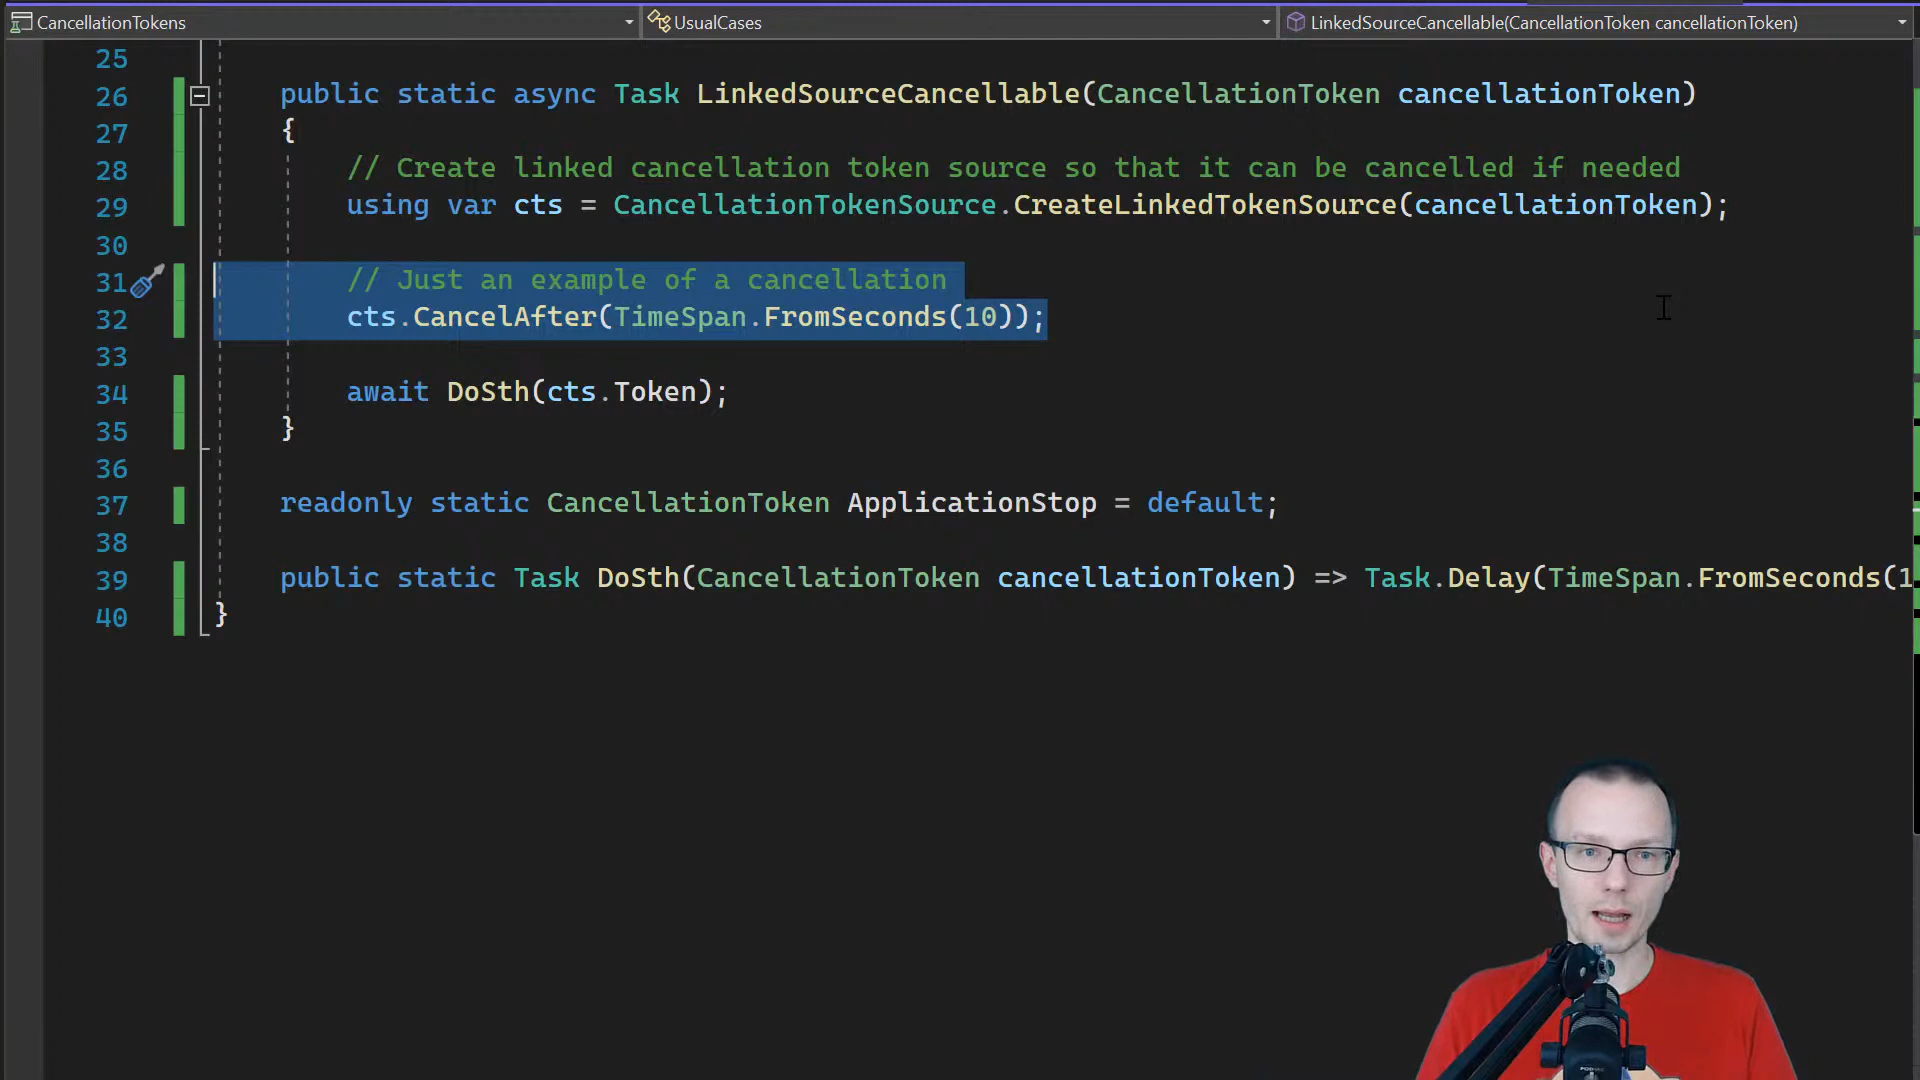 CancellationTokens UsualCases LinkedSourceCancellable(CancellationToken cancellationToken)
25
26 public static async Task LinkedSourceCancellable(CancellationToken cancellationToken)
27 {
28 // Create linked cancellation token source so that it can be cancelled if needed
29 using var cts = CancellationTokenSource.CreateLinkedTokenSource(cancellationToken);
30
31 // Just an example of a cancellation
32 cts.CancelAfter(TimeSpan.FromSeconds(10));
33
34 await DoSth(cts.Token);
35 }
36
37 readonly static CancellationToken ApplicationStop = default;
38
39 public static Task DoSth(CancellationToken cancellationToken) => Task.Delay(TimeSpan.FromSeconds(1
40 }